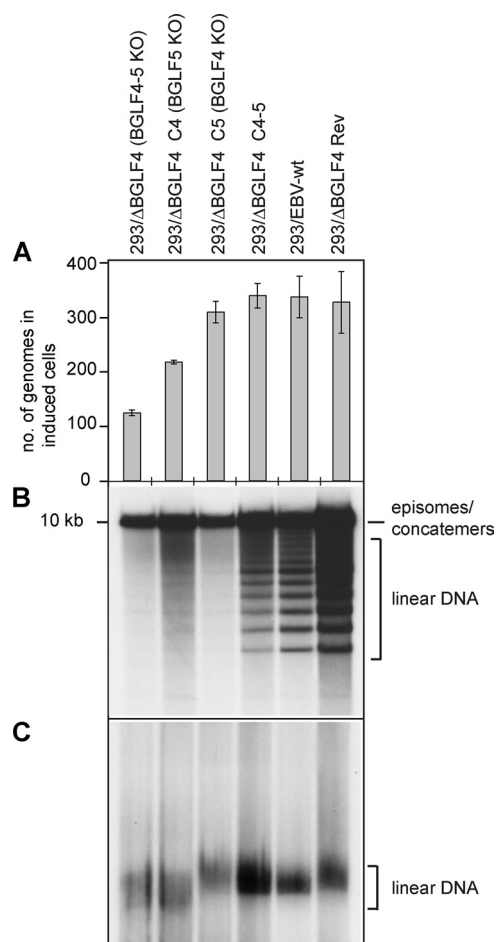 293/ΔBGLF4 (BGLF4-5 KO)
293/ΔBGLF4 C4 (BGLF5 KO)
293/ΔBGLF4 C5 (BGLF4 KO)
293/ΔBGLF4 C4-5
293/EBV-wt
293/ΔBGLF4 Rev
A
no. of genomes in
induced cells
400
300
200
100
0
B
10 kb
episomes/
concatemers
linear DNA
C
linear DNA